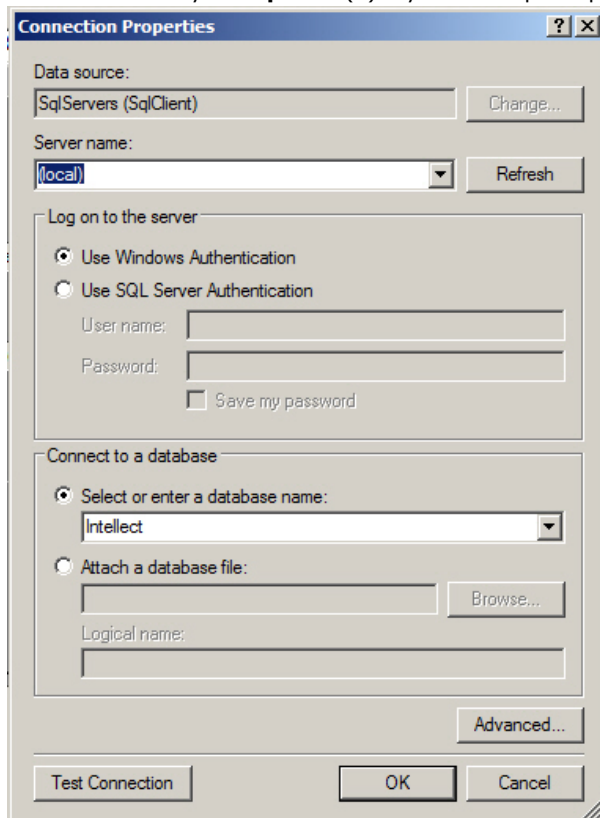 Connection Properties
Data source:
SqlServers (SqlClient)
Change...
Server name:
(local)
Refresh
Log on to the server
Use Windows Authentication
Use SQL Server Authentication
User name:
Password:
Save my password
Connect to a database
Select or enter a database name:
Intellect
Attach a database file:
Browse...
Logical name:
Advanced...
Test Connection
OK
Cancel